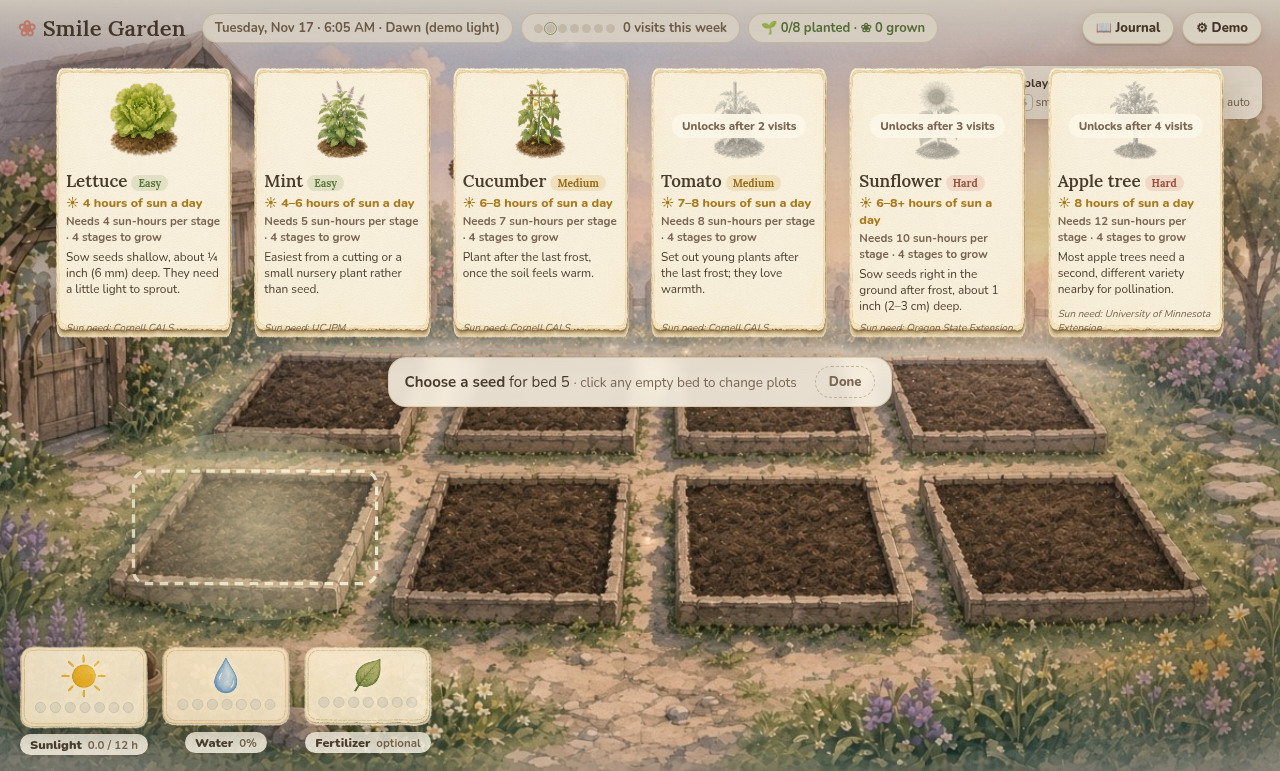 ❀ Smile Garden
Tuesday, Nov 17 · 6:05 AM · Dawn (demo light)
0 visits this week
🌱 0/8 planted · ❀ 0 grown
📖 Journal
⚙ Demo
auto
Lettuce Easy
☀ 4 hours of sun a day
Needs 4 sun-hours per stage
· 4 stages to grow
Sow seeds shallow, about ¼
inch (6 mm) deep. They need
a little light to sprout.
Sun need: Cornell CALS
Mint Easy
☀ 4–6 hours of sun a day
Needs 5 sun-hours per stage
· 4 stages to grow
Easiest from a cutting or a
small nursery plant rather
than seed.
Sun need: UC IPM
Cucumber Medium
☀ 6–8 hours of sun a day
Needs 7 sun-hours per stage
· 4 stages to grow
Plant after the last frost,
once the soil feels warm.
Sun need: Cornell CALS
Unlocks after 2 visits
Tomato Medium
☀ 7–8 hours of sun a day
Needs 8 sun-hours per stage
· 4 stages to grow
Set out young plants after
the last frost; they love
warmth.
Sun need: Cornell CALS
Unlocks after 3 visits
Sunflower Hard
☀ 6–8+ hours of sun a
day
Needs 10 sun-hours per
stage · 4 stages to grow
Sow seeds right in the
ground after frost, about 1
inch (2–3 cm) deep.
Sun need: Oregon State Extension
Unlocks after 4 visits
Apple tree Hard
☀ 8 hours of sun a day
Needs 12 sun-hours per
stage · 4 stages to grow
Most apple trees need a
second, different variety
nearby for pollination.
Sun need: University of Minnesota
Extension
Choose a seed for bed 5 · click any empty bed to change plots
Done
Sunlight 0.0 / 12 h
Water 0%
Fertilizer optional